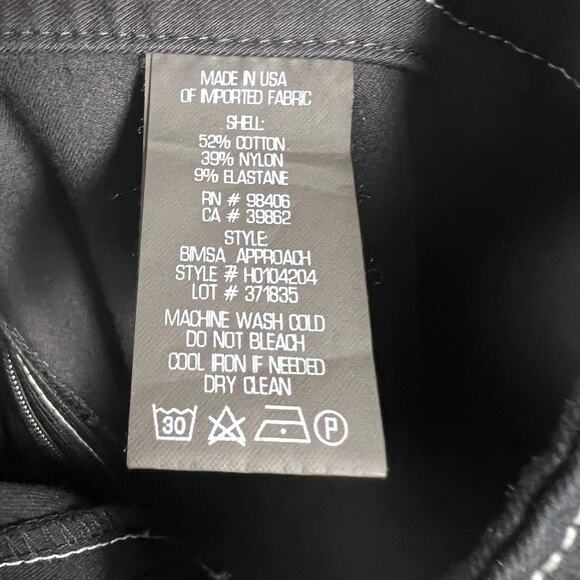 MADE IN USA
OF IMPORTED FABRIC
SHELL:
52% COTTON
39% NYLON
9% ELASTANE
RN # 98406
CA # 39862
STYLE:
BIMSA APPROACH
STYLE # H0104204
LOT # 371835
MACHINE WASH COLD
DO NOT BLEACH
COOL IRON IF NEEDED
DRY CLEAN
30 P